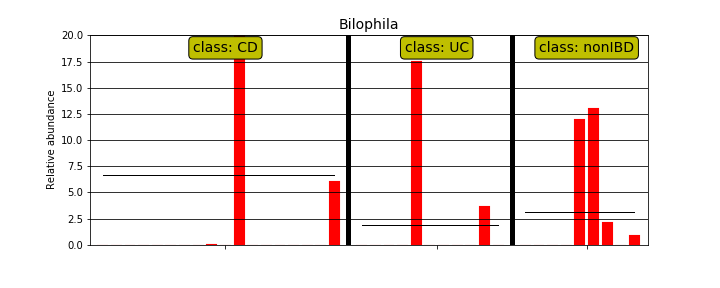 Bilophila
class: CD
class: UC
class: nonIBD
Relative abundance
20.0
17.5
15.0
12.5
10.0
7.5
5.0
2.5
0.0